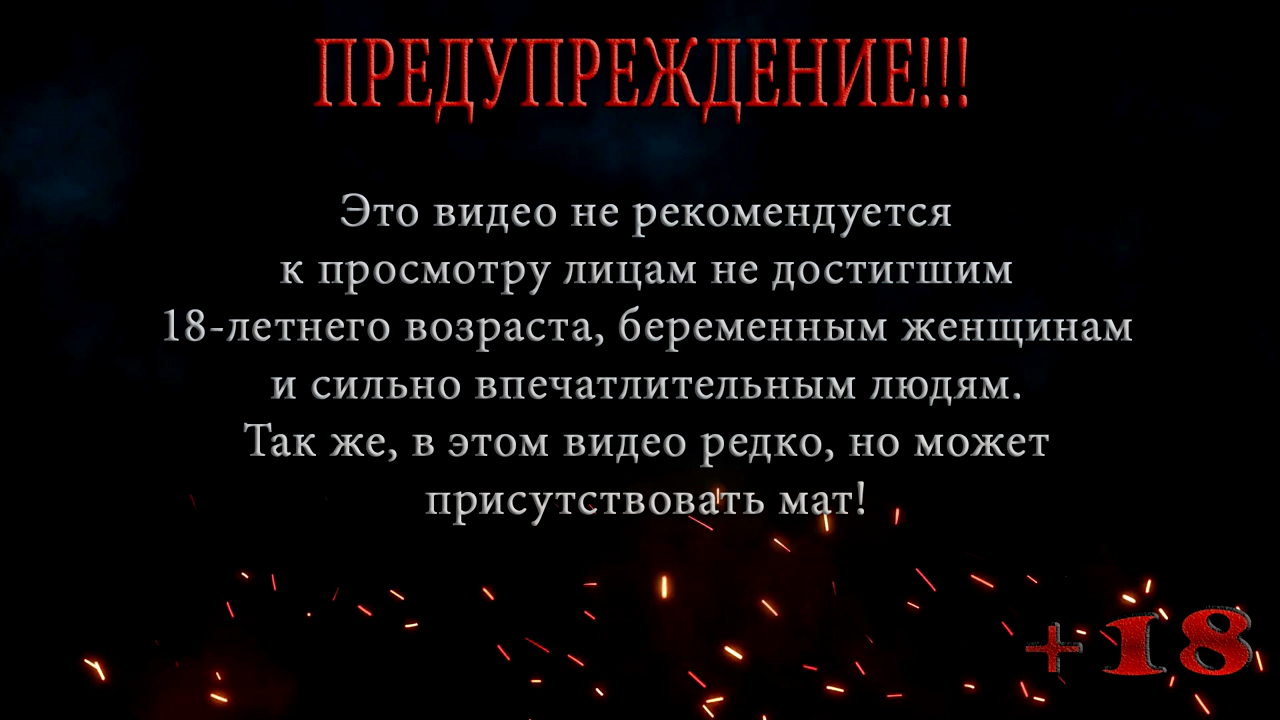 ПРЕДУПРЕЖДЕНИЕ!!!
Это видео не рекомендуется
к просмотру лицам не достигшим
18-летнего возраста, беременным женщинам
и сильно впечатлительным людям.
Так же, в этом видео редко, но может
присутствовать мат!
+18